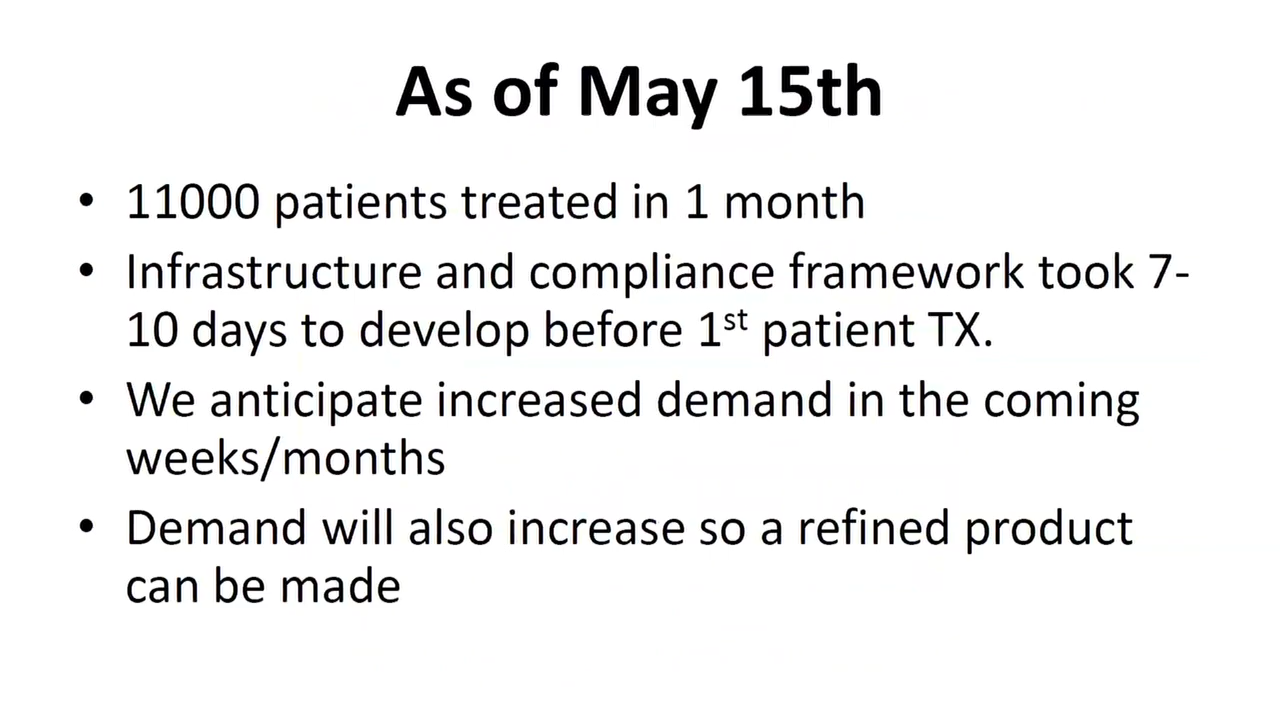 As of May 15th
• 11000 patients treated in 1 month
• Infrastructure and compliance framework took 7-
10 days to develop before 1st patient TX.
• We anticipate increased demand in the coming
weeks/months
• Demand will also increase so a refined product
can be made